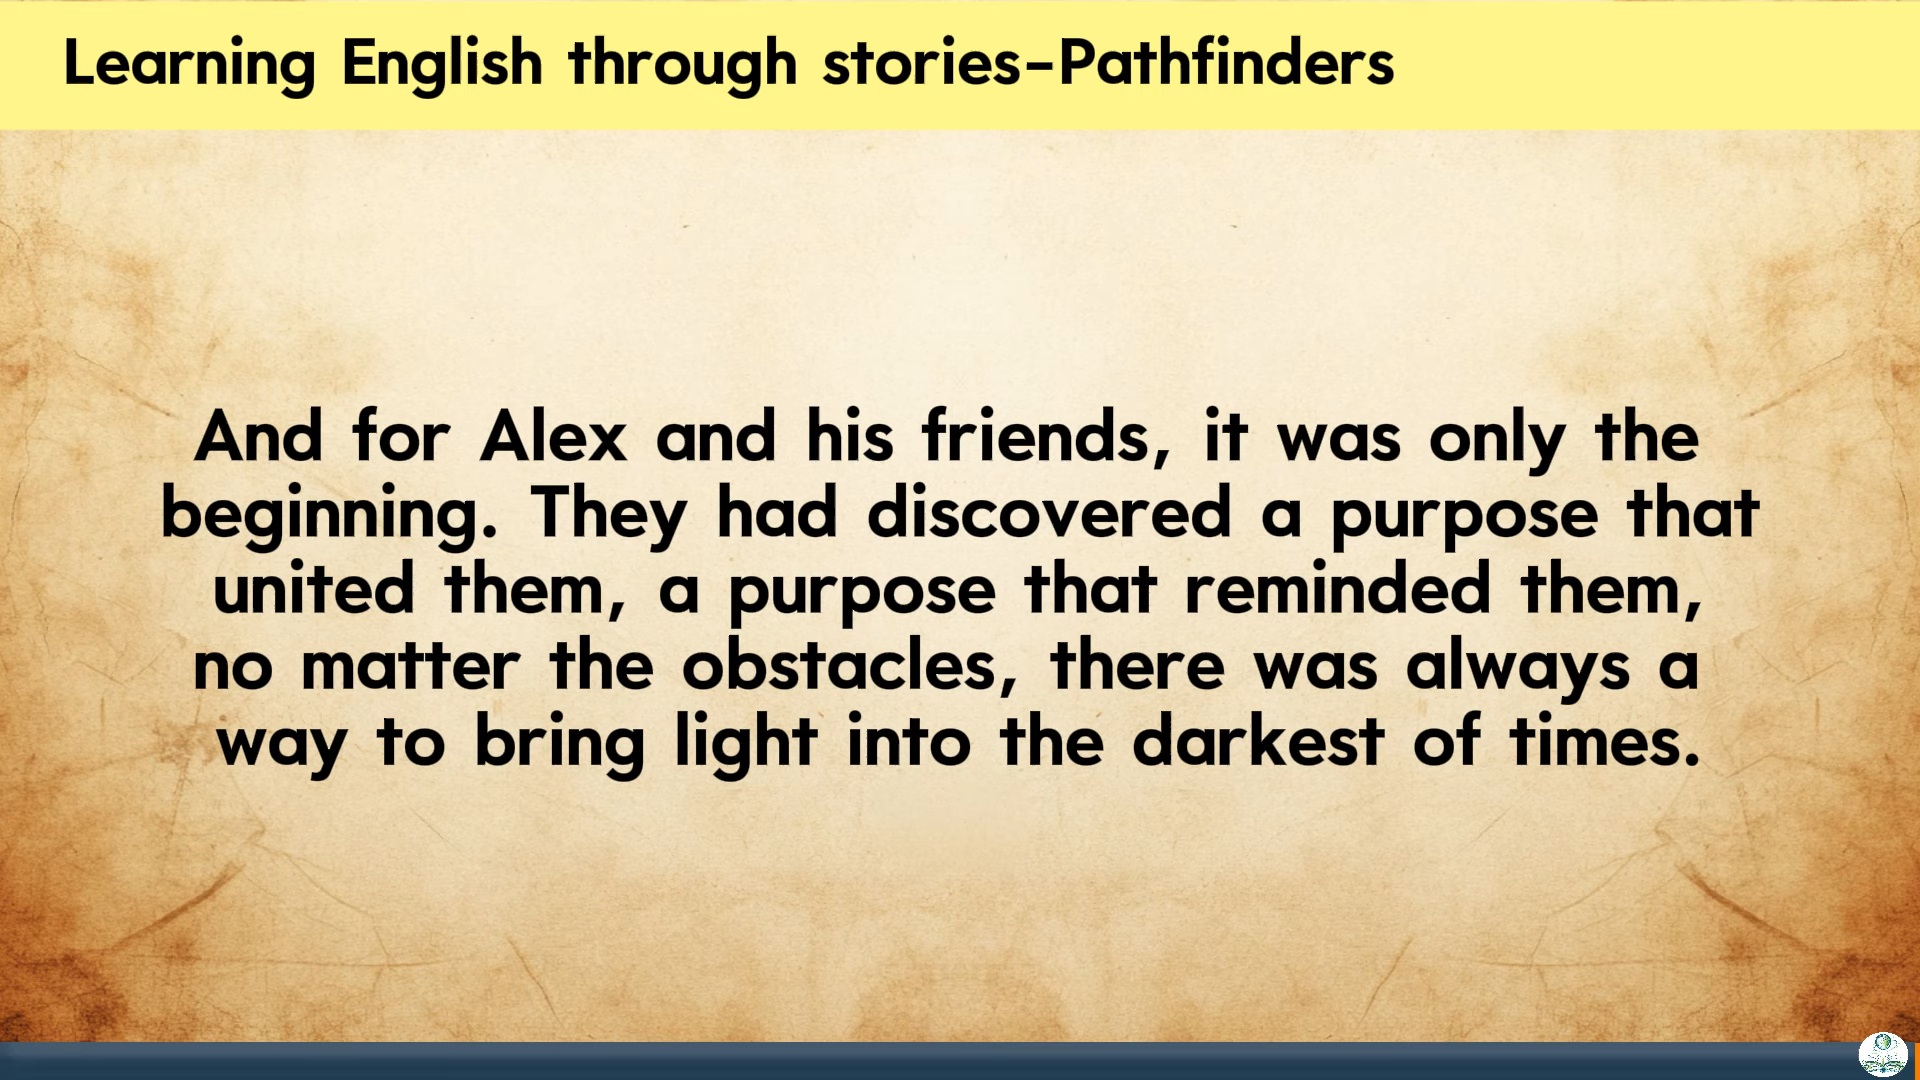 Learning English through stories-Pathfinders
And for Alex and his friends, it was only the
beginning. They had discovered a purpose that
united them, a purpose that reminded them,
no matter the obstacles, there was always a
way to bring light into the darkest of times.